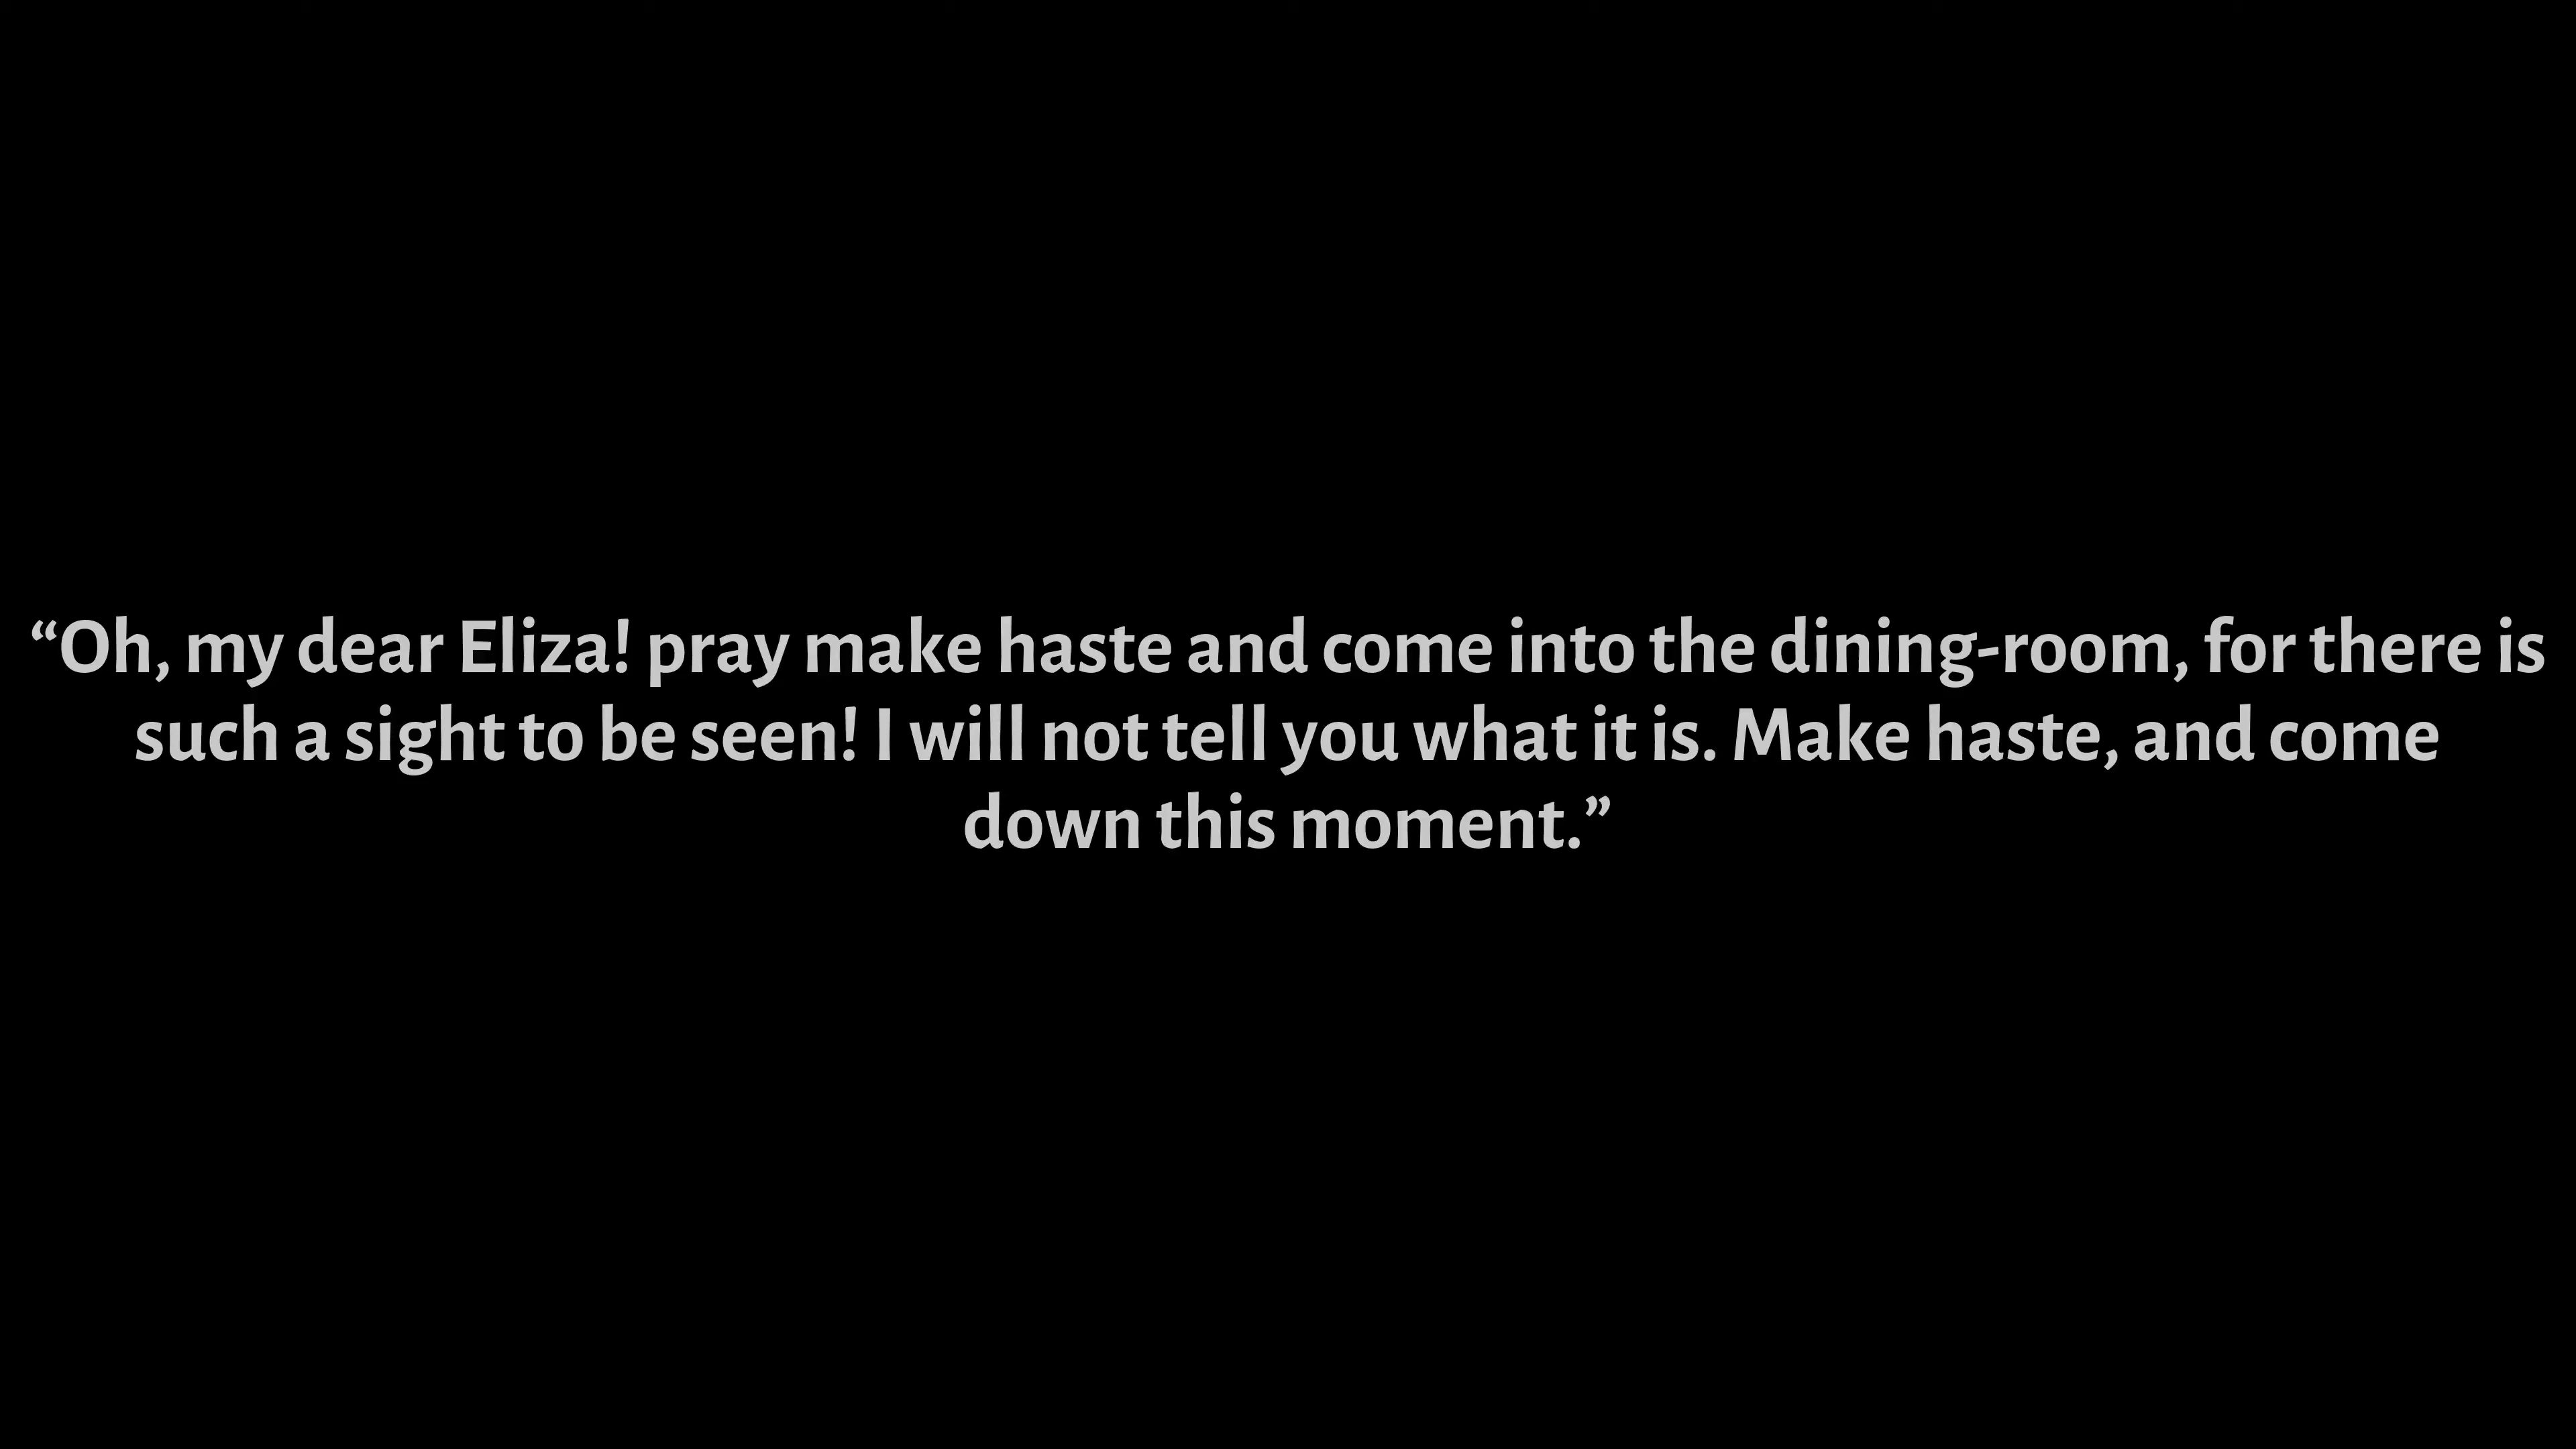 “Oh, my dear Eliza! pray make haste and come into the dining-room, for there is
such a sight to be seen! I will not tell you what it is. Make haste, and come
down this moment.”